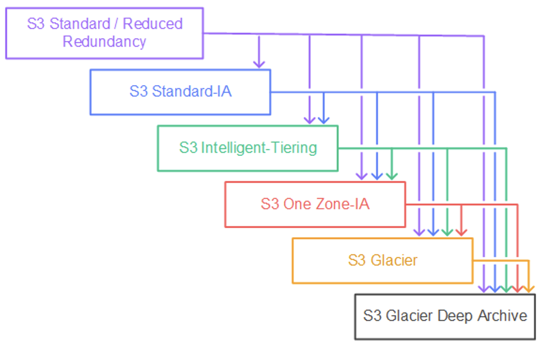 S3 Standard / Reduced
Redundancy
S3 Standard-IA
S3 Intelligent-Tiering
S3 One Zone-IA
S3 Glacier
S3 Glacier Deep Archive